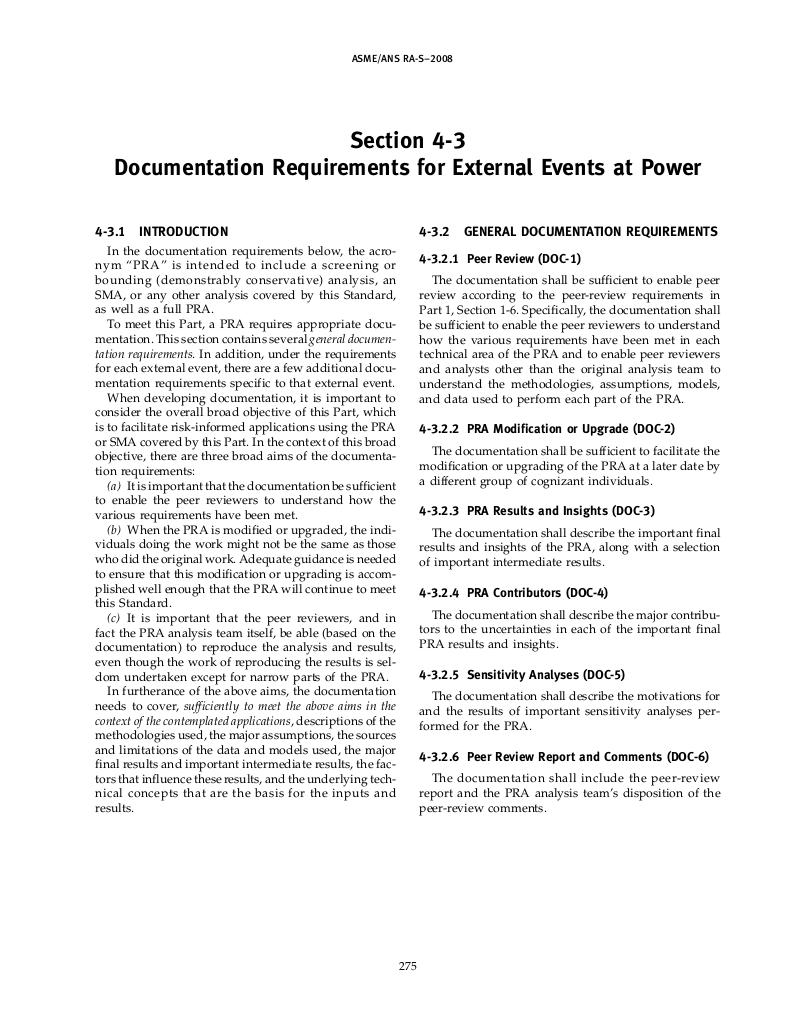 ASME/ANS RA-S–2008
Section 4-3
Documentation Requirements for External Events at Power
4-3.1 INTRODUCTION
In the documentation requirements below, the acro-
nym “PRA” is intended to include a screening or
bounding (demonstrably conservative) analysis, an
SMA, or any other analysis covered by this Standard,
as well as a full PRA.
To meet this Part, a PRA requires appropriate docu-
mentation. This section contains several general documen-
tation requirements. In addition, under the requirements
for each external event, there are a few additional docu-
mentation requirements specific to that external event.
When developing documentation, it is important to
consider the overall broad objective of this Part, which
is to facilitate risk-informed applications using the PRA
or SMA covered by this Part. In the context of this broad
objective, there are three broad aims of the documenta-
tion requirements:
(a) It is important that the documentation be sufficient
to enable the peer reviewers to understand how the
various requirements have been met.
(b) When the PRA is modified or upgraded, the indi-
viduals doing the work might not be the same as those
who did the original work. Adequate guidance is needed
to ensure that this modification or upgrading is accom-
plished well enough that the PRA will continue to meet
this Standard.
(c) It is important that the peer reviewers, and in
fact the PRA analysis team itself, be able (based on the
documentation) to reproduce the analysis and results,
even though the work of reproducing the results is sel-
dom undertaken except for narrow parts of the PRA.
In furtherance of the above aims, the documentation
needs to cover, sufficiently to meet the above aims in the
context of the contemplated applications, descriptions of the
methodologies used, the major assumptions, the sources
and limitations of the data and models used, the major
final results and important intermediate results, the fac-
tors that influence these results, and the underlying tech-
nical concepts that are the basis for the inputs and
results.
4-3.2 GENERAL DOCUMENTATION REQUIREMENTS
4-3.2.1 Peer Review (DOC-1)
The documentation shall be sufficient to enable peer
review according to the peer-review requirements in
Part 1, Section 1-6. Specifically, the documentation shall
be sufficient to enable the peer reviewers to understand
how the various requirements have been met in each
technical area of the PRA and to enable peer reviewers
and analysts other than the original analysis team to
understand the methodologies, assumptions, models,
and data used to perform each part of the PRA.
4-3.2.2 PRA Modification or Upgrade (DOC-2)
The documentation shall be sufficient to facilitate the
modification or upgrading of the PRA at a later date by
a different group of cognizant individuals.
4-3.2.3 PRA Results and Insights (DOC-3)
The documentation shall describe the important final
results and insights of the PRA, along with a selection
of important intermediate results.
4-3.2.4 PRA Contributors (DOC-4)
The documentation shall describe the major contribu-
tors to the uncertainties in each of the important final
PRA results and insights.
4-3.2.5 Sensitivity Analyses (DOC-5)
The documentation shall describe the motivations for
and the results of important sensitivity analyses per-
formed for the PRA.
4-3.2.6 Peer Review Report and Comments (DOC-6)
The documentation shall include the peer-review
report and the PRA analysis team’s disposition of the
peer-review comments.
275